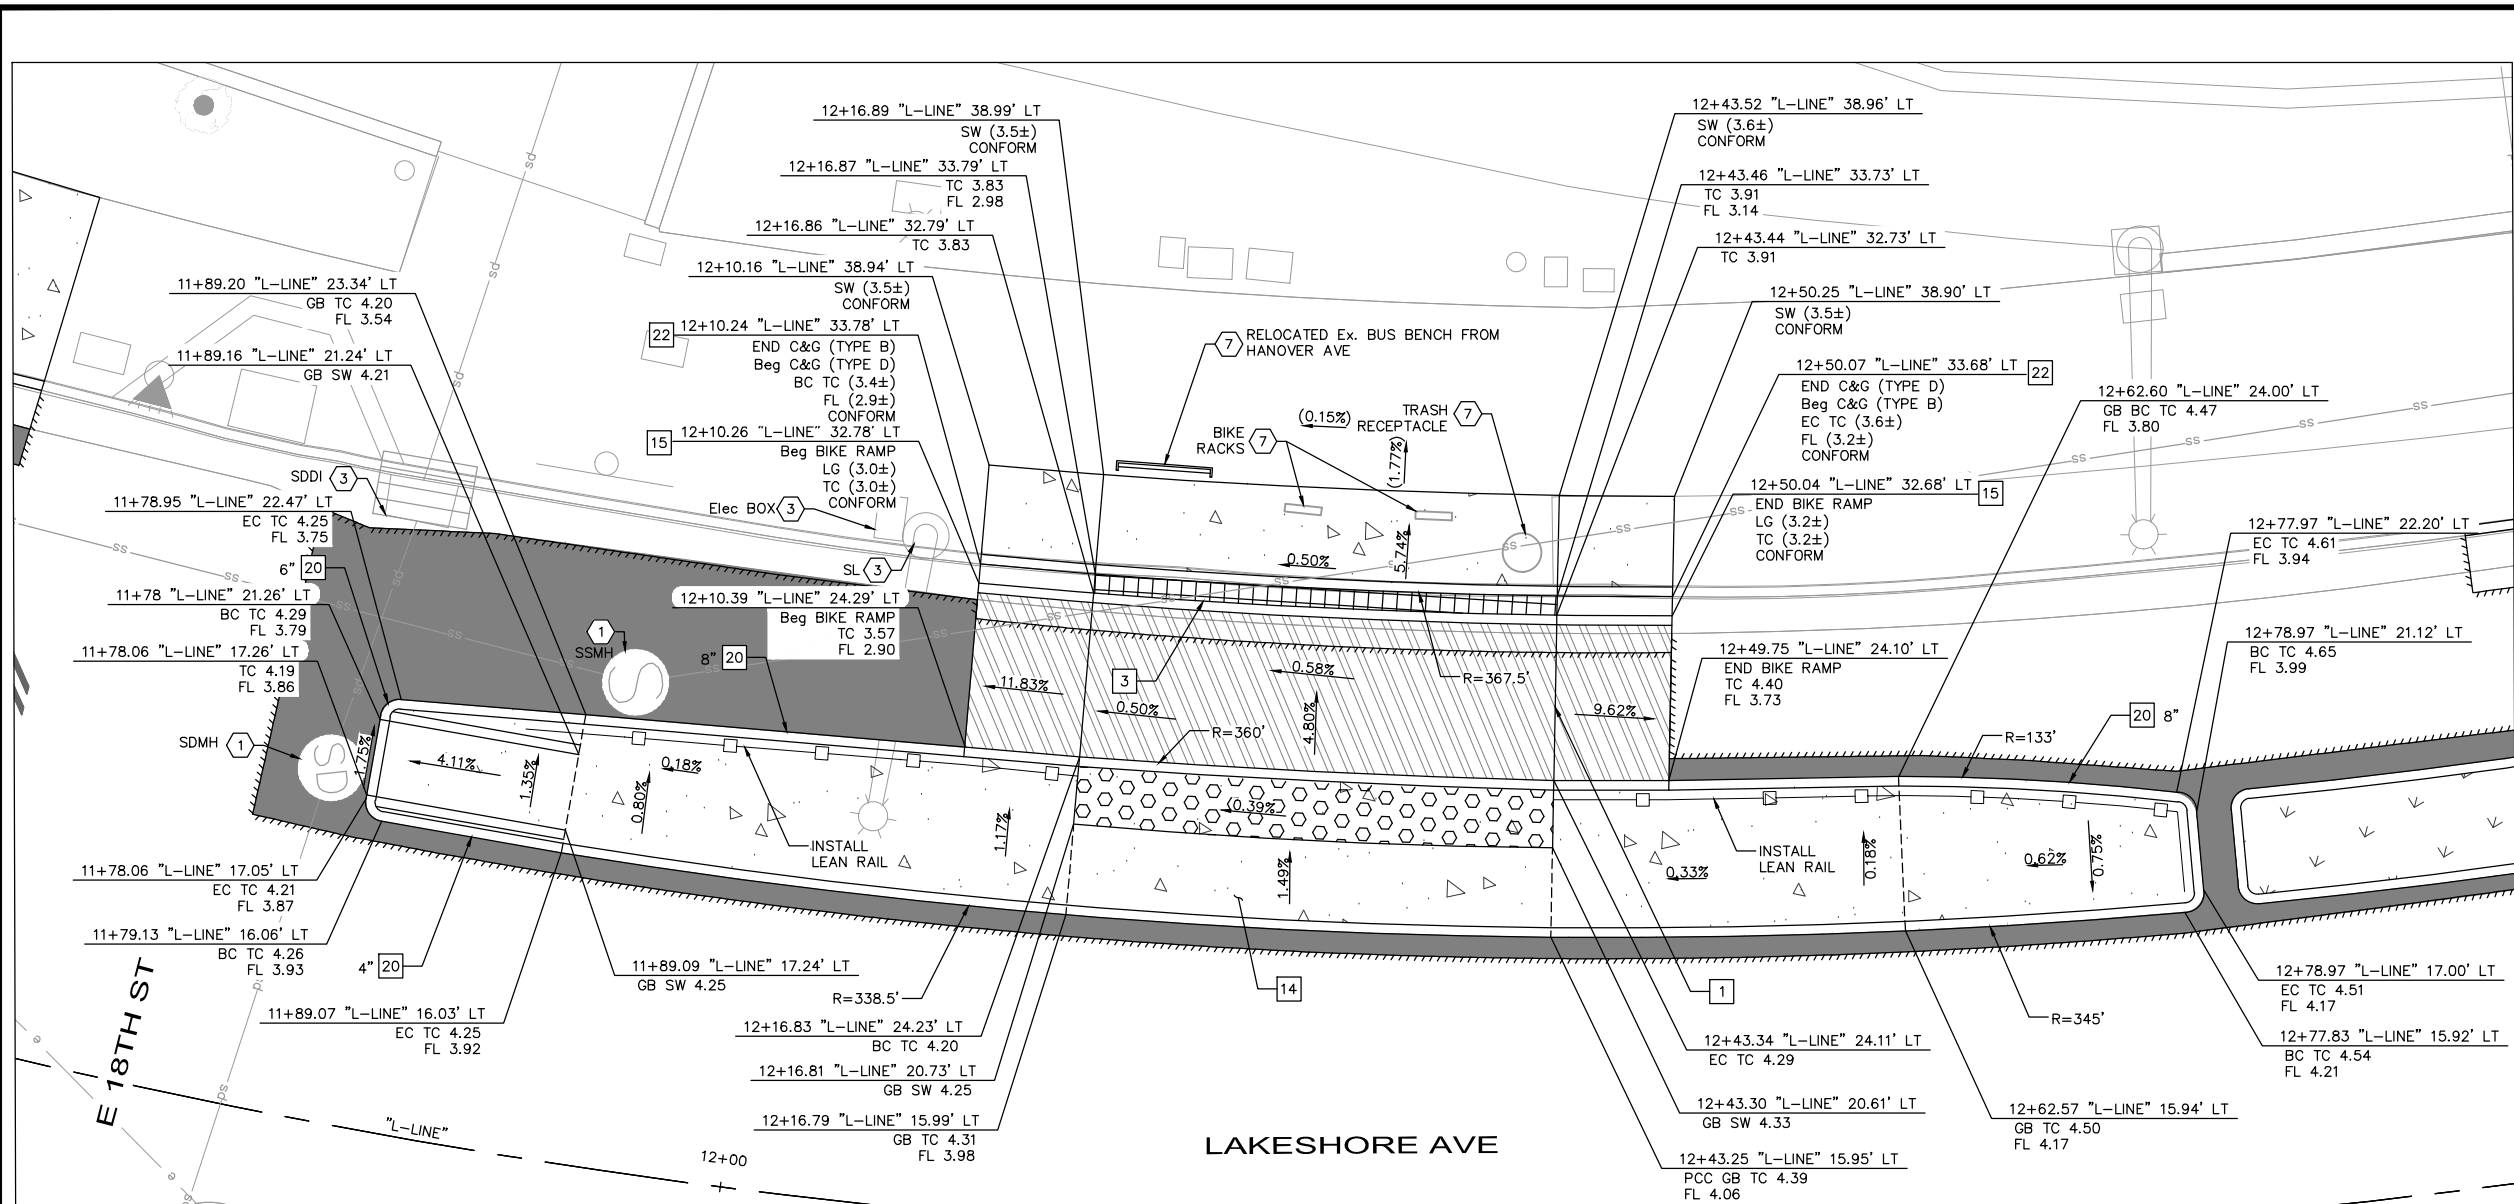 12+16.89 "L-LINE" 38.99' LT
SW (3.5±)
CONFORM
12+16.87 "L-LINE" 33.79' LT
TC 3.83
FL 2.98
12+16.86 "L-LINE" 32.79' LT
TC 3.83
12+10.16 "L-LINE" 38.94' LT
SW (3.5±)
CONFORM
22
12+10.24 "L-LINE" 33.78' LT
END C&G (TYPE B)
Beg C&G (TYPE D)
BC TC (3.4±)
FL (2.9±)
CONFORM
15
12+10.26 "L-LINE" 32.78' LT
Beg BIKE RAMP
LG (3.0±)
TC (3.0±)
CONFORM
11+89.20 "L-LINE" 23.34' LT
GB TC 4.20
FL 3.54
11+89.16 "L-LINE" 21.24' LT
GB SW 4.21
SDDI 3
11+78.95 "L-LINE" 22.47' LT
EC TC 4.25
FL 3.75
6" 20
11+78 "L-LINE" 21.26' LT
BC TC 4.29
FL 3.79
11+78.06 "L-LINE" 17.26' LT
TC 4.19
FL 3.86
SDMH 1
SD
11+78.06 "L-LINE" 17.05' LT
EC TC 4.21
FL 3.87
11+79.13 "L-LINE" 16.06' LT
BC TC 4.26
FL 3.93
4" 20
11+89.07 "L-LINE" 16.03' LT
EC TC 4.25
FL 3.92
11+89.09 "L-LINE" 17.24' LT
GB SW 4.25
Elec BOX 3
SL 3
1
SSMH
S
8" 20
12+10.39 "L-LINE" 24.29' LT
Beg BIKE RAMP
TC 3.57
FL 2.90
7
RELOCATED Ex. BUS BENCH FROM
HANOVER AVE
BIKE
RACKS
7
(0.15%)
TRASH
RECEPTACLE
7
(1.77%)
0.50%
5.74%
12+43.52 "L-LINE" 38.96' LT
SW (3.6±)
CONFORM
12+43.46 "L-LINE" 33.73' LT
TC 3.91
FL 3.14
12+43.44 "L-LINE" 32.73' LT
TC 3.91
12+50.25 "L-LINE" 38.90' LT
SW (3.5±)
CONFORM
12+50.07 "L-LINE" 33.68' LT
22
END C&G (TYPE D)
Beg C&G (TYPE B)
EC TC (3.6±)
FL (3.2±)
CONFORM
12+50.04 "L-LINE" 32.68' LT
15
END BIKE RAMP
LG (3.2±)
TC (3.2±)
CONFORM
12+62.60 "L-LINE" 24.00' LT
GB BC TC 4.47
FL 3.80
12+77.97 "L-LINE" 22.20' LT
EC TC 4.61
FL 3.94
12+78.97 "L-LINE" 21.12' LT
BC TC 4.65
FL 3.99
12+49.75 "L-LINE" 24.10' LT
END BIKE RAMP
TC 4.40
FL 3.73
20 8"
R=133'
11.83%
3
0.58%
0.50%
R=367.5'
R=360'
4.80%
9.62%
1.75%
4.11%
1.35%
0.80%
0.18%
INSTALL
LEAN RAIL
1.17%
(0.39%)
1.49%
14
0.33%
INSTALL
LEAN RAIL
0.18%
0.62%
0.75%
R=338.5'
12+16.83 "L-LINE" 24.23' LT
BC TC 4.20
12+16.81 "L-LINE" 20.73' LT
GB SW 4.25
12+16.79 "L-LINE" 15.99' LT
GB TC 4.31
FL 3.98
1
12+43.34 "L-LINE" 24.11' LT
EC TC 4.29
12+43.30 "L-LINE" 20.61' LT
GB SW 4.33
12+43.25 "L-LINE" 15.95' LT
PCC GB TC 4.39
FL 4.06
R=345'
12+78.97 "L-LINE" 17.00' LT
EC TC 4.51
FL 4.17
12+77.83 "L-LINE" 15.92' LT
BC TC 4.54
FL 4.21
12+62.57 "L-LINE" 15.94' LT
GB TC 4.50
FL 4.17
E 18TH ST
"L-LINE"
12+00
LAKESHORE AVE
sd
sd
sd
sd
sd
sd
sd
ss
ss
ss
ss
ss
ss
ss
ss
ss
ss
ss
ss
ss
e
e